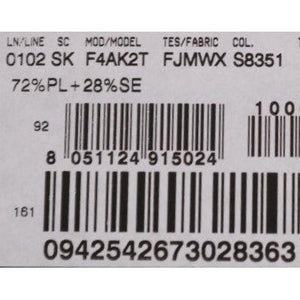 LN/LINE SC MOD/MODEL TES/FABRIC COL.
0102 SK F4AK2T FJMWX S8351
72%PL+28%SE
100
92
8 051124 915024
161
0942542673028363